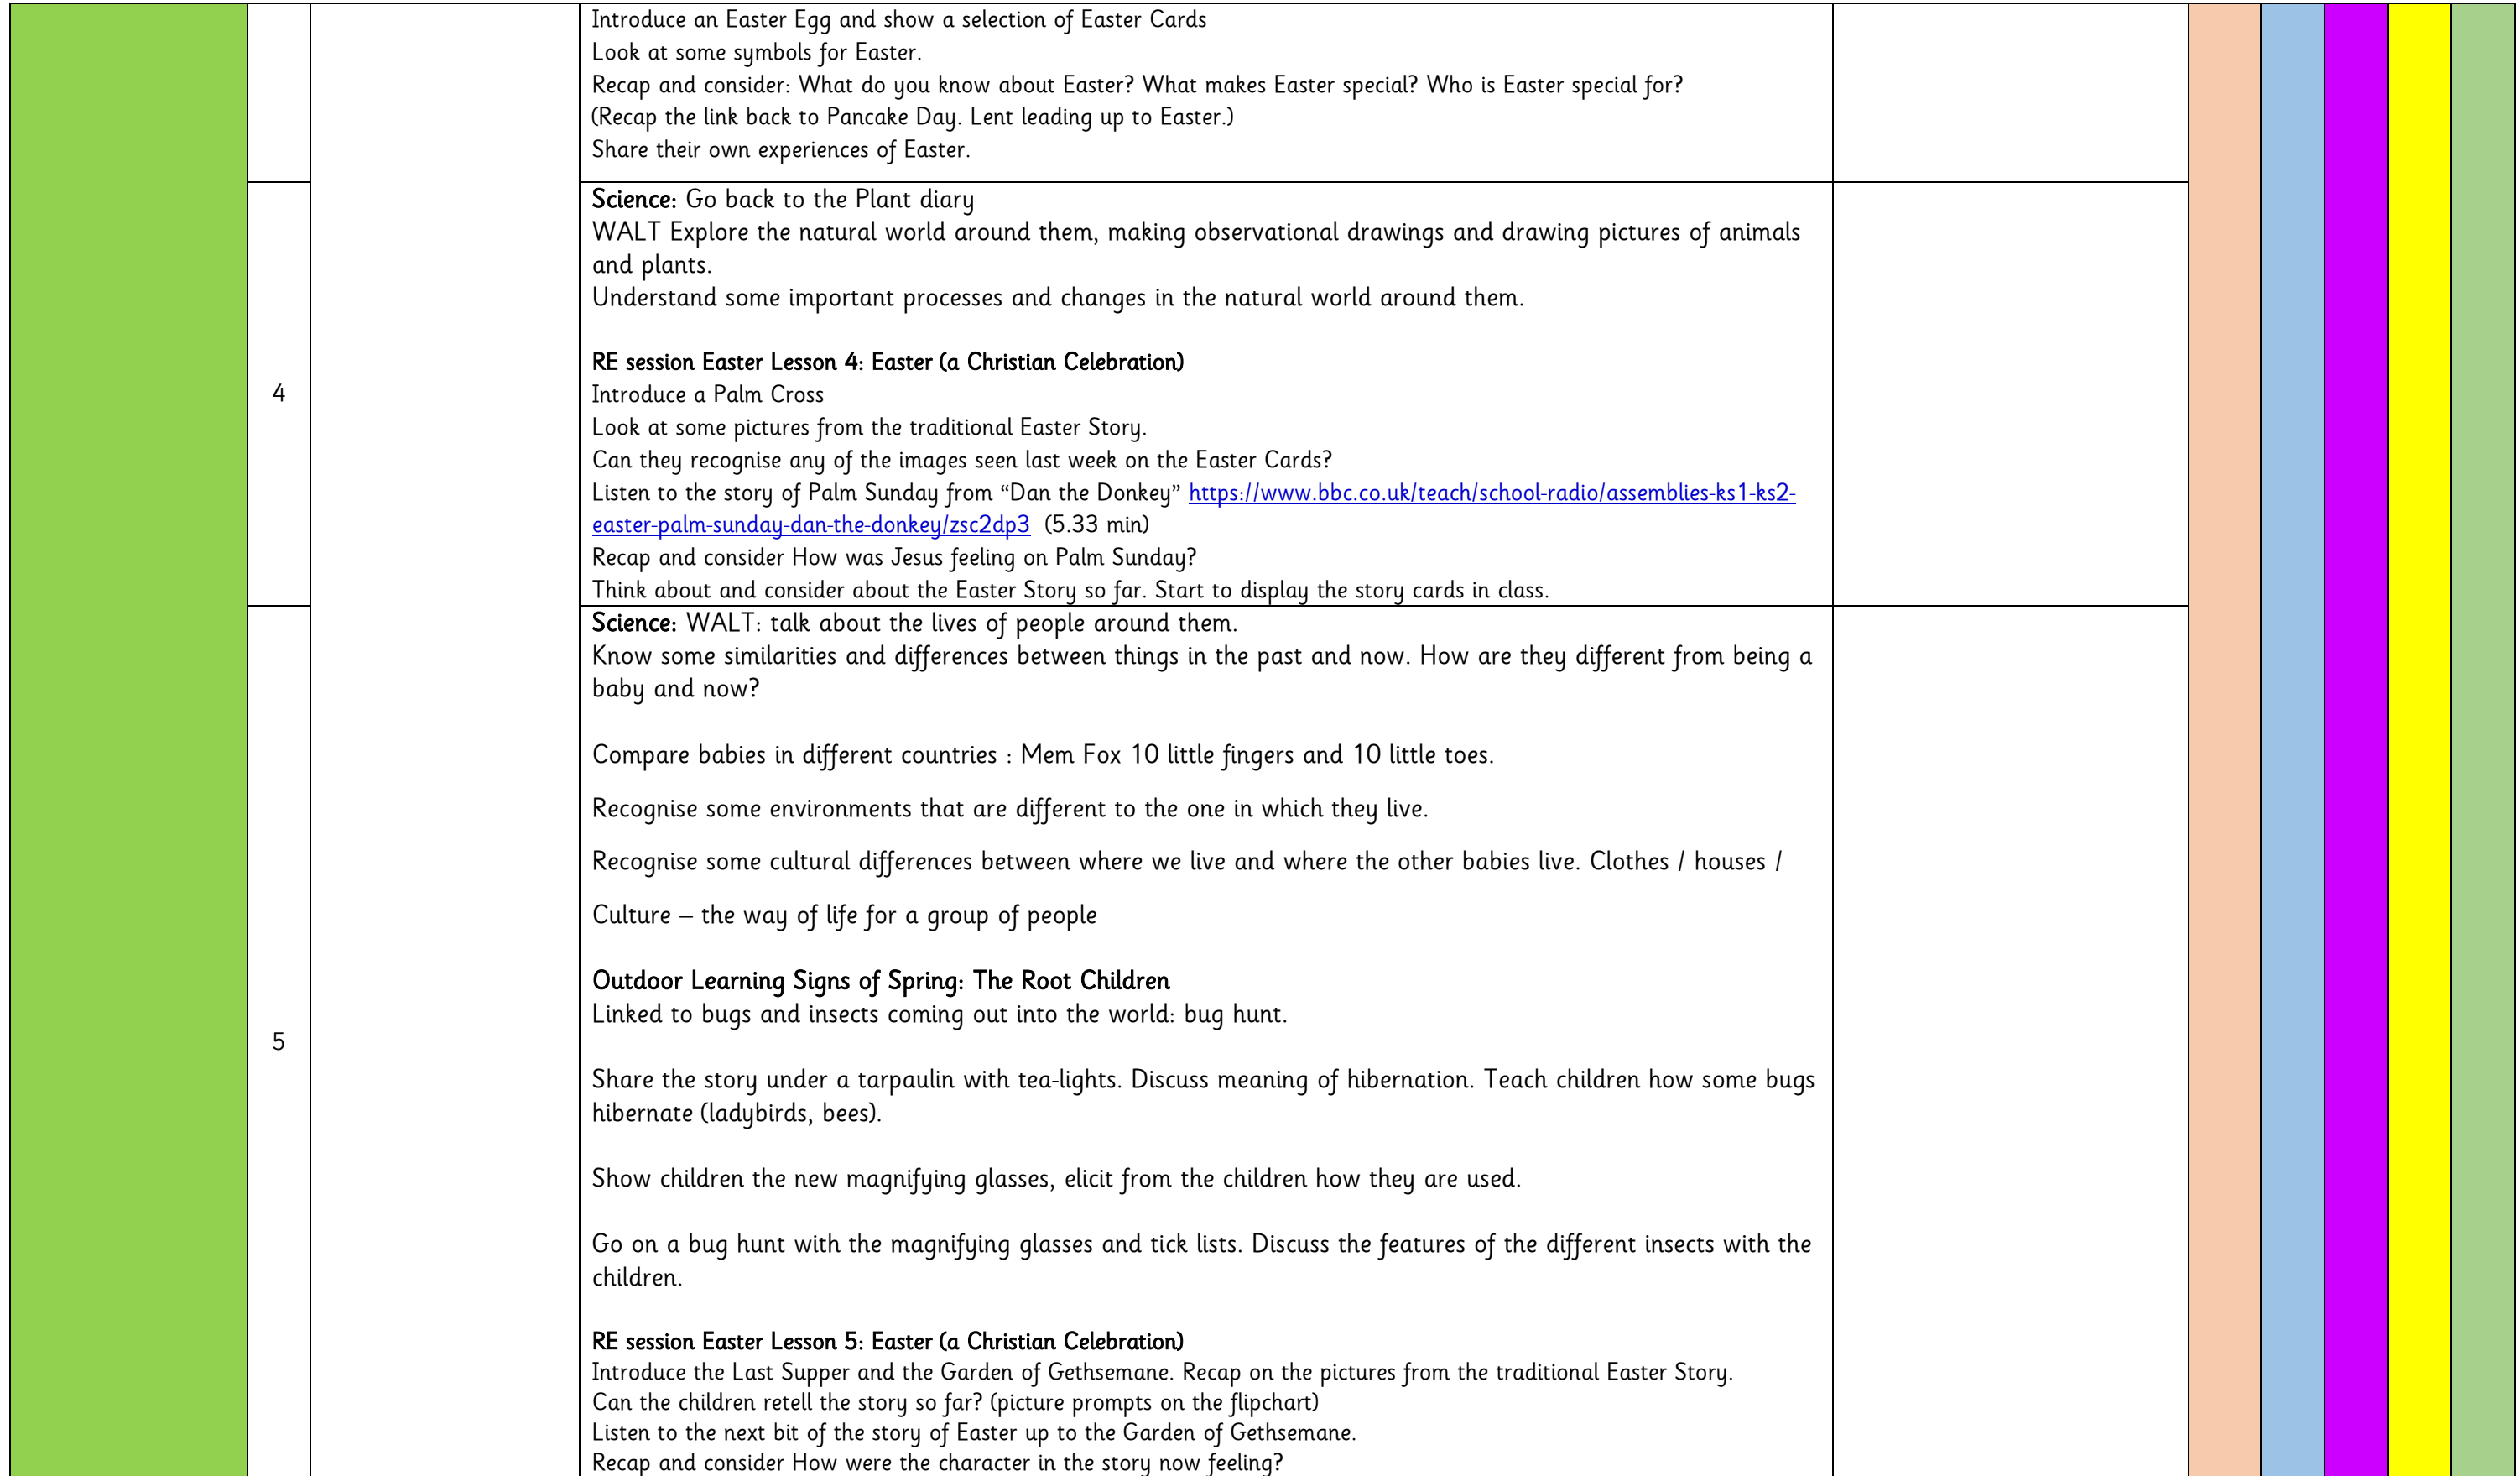 Introduce an Easter Egg and show a selection of Easter Cards
Look at some symbols for Easter.
Recap and consider: What do you know about Easter? What makes Easter special? Who is Easter special for?
(Recap the link back to Pancake Day. Lent leading up to Easter.)
Share their own experiences of Easter.
4
Science: Go back to the Plant diary
WALT Explore the natural world around them, making observational drawings and drawing pictures of animals
and plants.
Understand some important processes and changes in the natural world around them.
RE session Easter Lesson 4: Easter (a Christian Celebration)
Introduce a Palm Cross
Look at some pictures from the traditional Easter Story.
Can they recognise any of the images seen last week on the Easter Cards?
Listen to the story of Palm Sunday from “Dan the Donkey” https://www.bbc.co.uk/teach/school-radio/assemblies-ks1-ks2-
easter-palm-sunday-dan-the-donkey/zsc2dp3 (5.33 min)
Recap and consider How was Jesus feeling on Palm Sunday?
Think about and consider about the Easter Story so far. Start to display the story cards in class.
5
Science: WALT: talk about the lives of people around them.
Know some similarities and differences between things in the past and now. How are they different from being a
baby and now?
Compare babies in different countries : Mem Fox 10 little fingers and 10 little toes.
Recognise some environments that are different to the one in which they live.
Recognise some cultural differences between where we live and where the other babies live. Clothes / houses /
Culture – the way of life for a group of people
Outdoor Learning Signs of Spring: The Root Children
Linked to bugs and insects coming out into the world: bug hunt.
Share the story under a tarpaulin with tea-lights. Discuss meaning of hibernation. Teach children how some bugs
hibernate (ladybirds, bees).
Show children the new magnifying glasses, elicit from the children how they are used.
Go on a bug hunt with the magnifying glasses and tick lists. Discuss the features of the different insects with the
children.
RE session Easter Lesson 5: Easter (a Christian Celebration)
Introduce the Last Supper and the Garden of Gethsemane. Recap on the pictures from the traditional Easter Story.
Can the children retell the story so far? (picture prompts on the flipchart)
Listen to the next bit of the story of Easter up to the Garden of Gethsemane.
Recap and consider How were the character in the story now feeling?